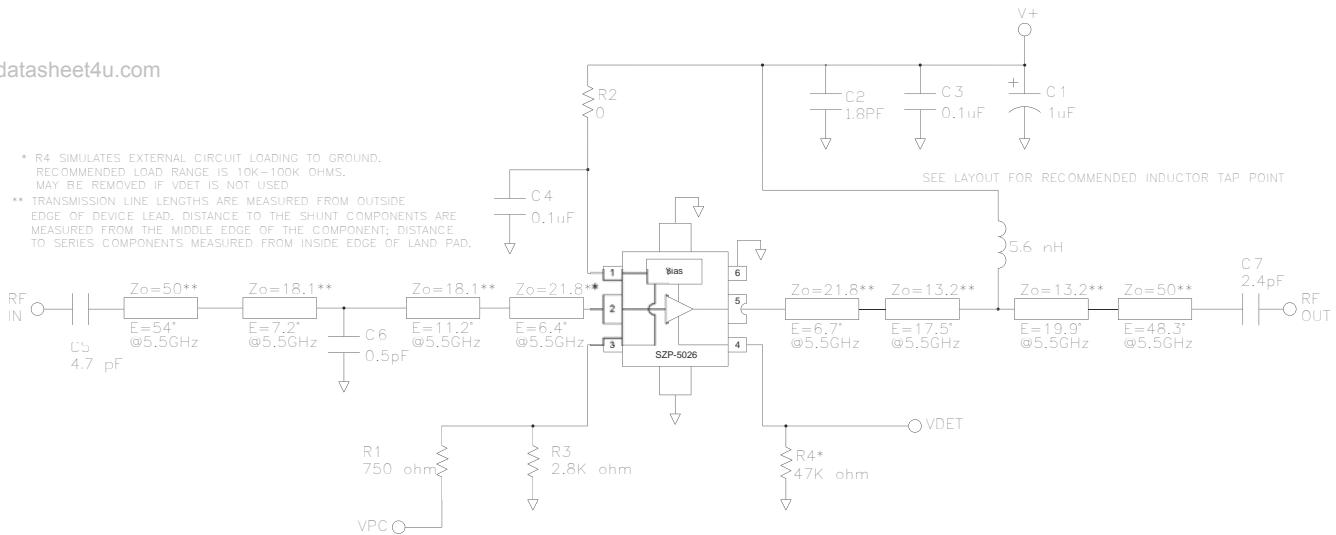 V+
datasheet4u.com
R2
0
C2
1.8PF
C3
0.1uF
+
C1
1uF
* R4 SIMULATES EXTERNAL CIRCUIT LOADING TO GROUND.
RECOMMENDED LOAD RANGE IS 10K-100K OHMS.
MAY BE REMOVED IF VDET IS NOT USED
** TRANSMISSION LINE LENGTHS ARE MEASURED FROM OUTSIDE
EDGE OF DEVICE LEAD. DISTANCE TO THE SHUNT COMPONENTS ARE
MEASURED FROM THE MIDDLE EDGE OF THE COMPONENT; DISTANCE
TO SERIES COMPONENTS MEASURED FROM INSIDE EDGE OF LAND PAD.
SEE LAYOUT FOR RECOMMENDED INDUCTOR TAP POINT
C4
0.1uF
5.6 nH
1
Bias
6
RF
IN
C5
4.7 pF
Zo=50**
E=54°
@5.5GHz
Zo=18.1**
E=7.2°
@5.5GHz
C6
0.5pF
Zo=18.1**
E=11.2°
@5.5GHz
Zo=21.8**
E=6.4°
@5.5GHz
2
5
3
4
SZP-5026
Zo=21.8**
E=6.7°
@5.5GHz
Zo=13.2**
E=17.5°
@5.5GHz
Zo=13.2**
E=19.9°
@5.5GHz
Zo=50**
E=48.3°
@5.5GHz
C7
2.4pF
RF
OUT
R1
750 ohm
R3
2.8K ohm
VDET
R4*
47K ohm
VPC